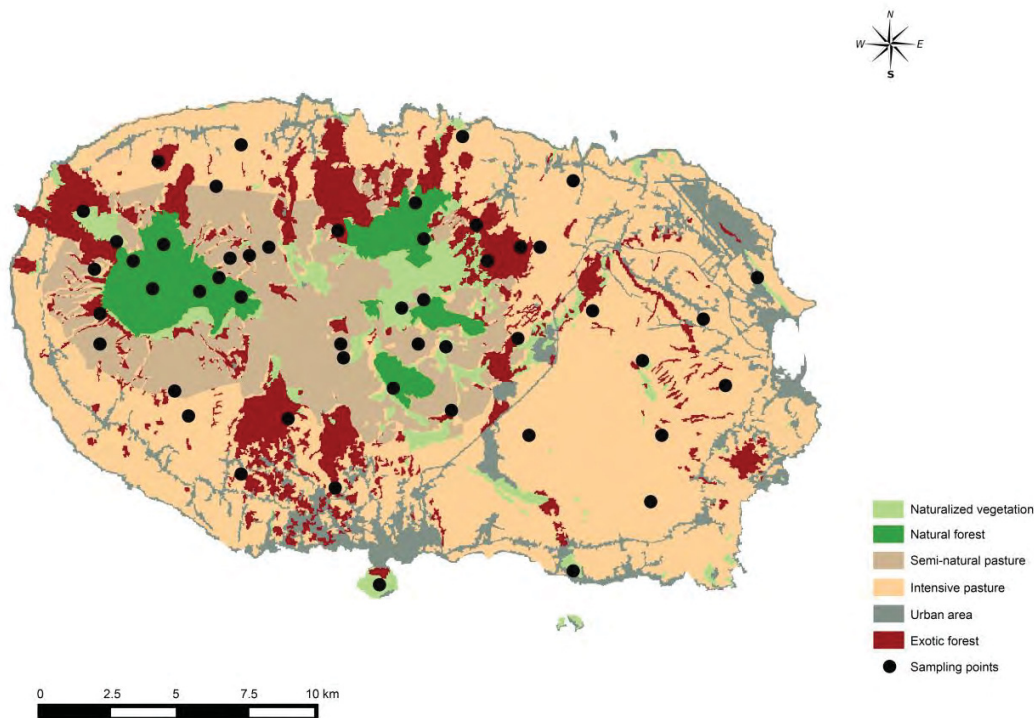 N
W E
S
Naturalized vegetation
Natural forest
Semi-natural pasture
Intensive pasture
Urban area
Exotic forest
Sampling points
0 2.5 5 7.5 10 km